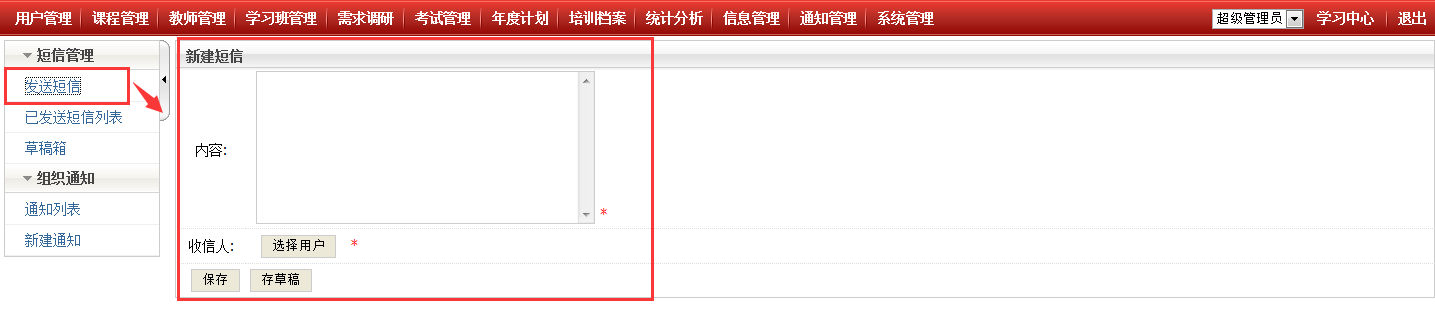 用户管理 课程管理 教师管理 学习班管理 需求调研 考试管理 年度计划 培训档案 统计分析 信息管理 通知管理 系统管理 超级管理员 学习中心 退出
短信管理
发送短信
已发送短信列表
草稿箱
组织通知
通知列表
新建通知
新建短信
内容: *
收信人: 选择用户 *
保存 存草稿